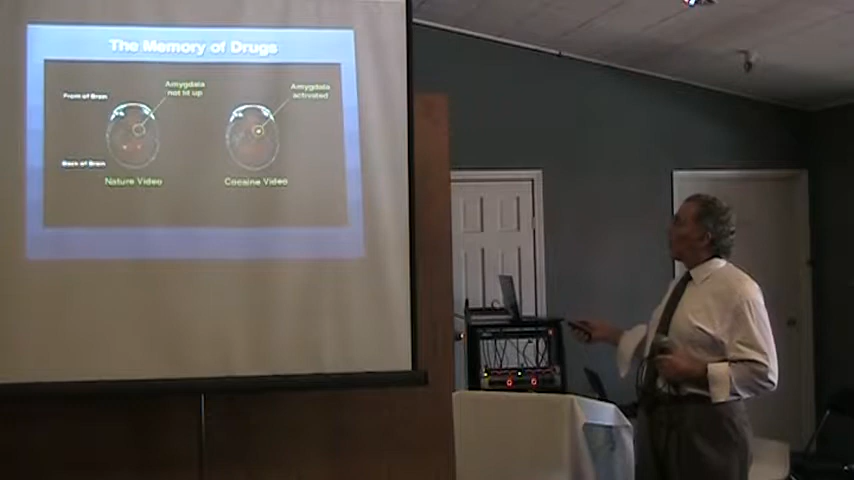 The Memory of Drugs
Amygdala
not lit up
Amygdala
activated
Front of Brain
Back of Brain
Nature Video
Cocaine Video